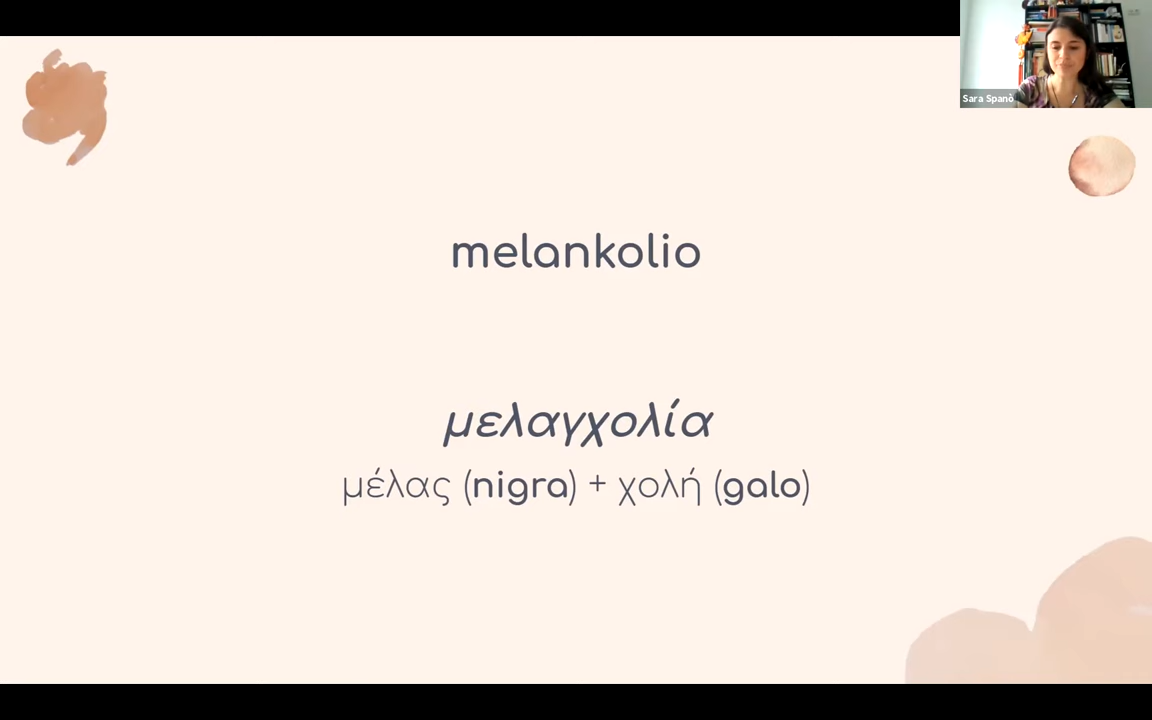 Sara Spanò
melankolio
μελαγχολία
μέλας (nigra) + χολή (galo)